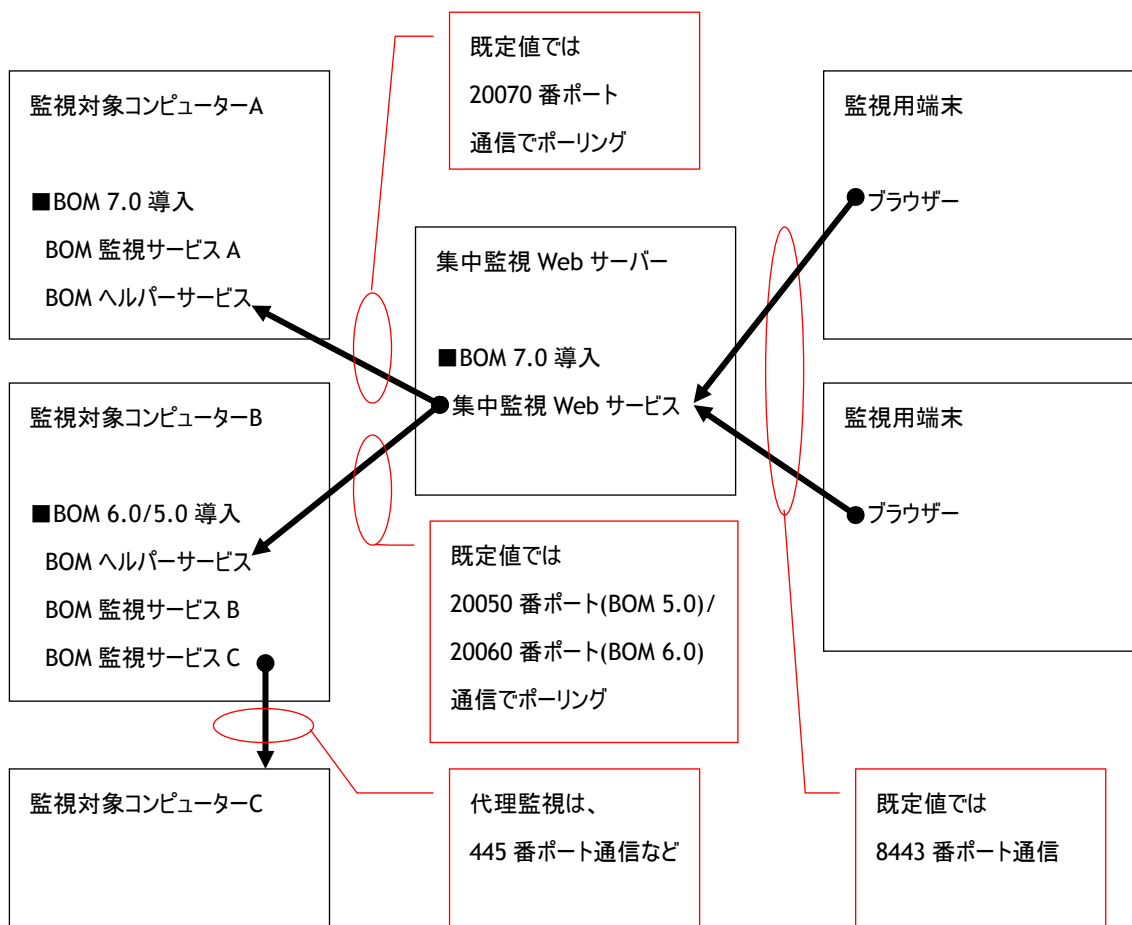 既定値では
20070 番ポート
通信でポーリング
監視対象コンピューターA
■BOM 7.0 導入
BOM 監視サービス A
BOM ヘルパーサービス
監視用端末
ブラウザー
集中監視 Web サーバー
■BOM 7.0 導入
集中監視 Web サービス
監視対象コンピューターB
■BOM 6.0/5.0 導入
BOM ヘルパーサービス
BOM 監視サービス B
BOM 監視サービス C
監視用端末
ブラウザー
既定値では
20050 番ポート(BOM 5.0)/
20060 番ポート(BOM 6.0)
通信でポーリング
監視対象コンピューターC
代理監視は、
445 番ポート通信など
既定値では
8443 番ポート通信